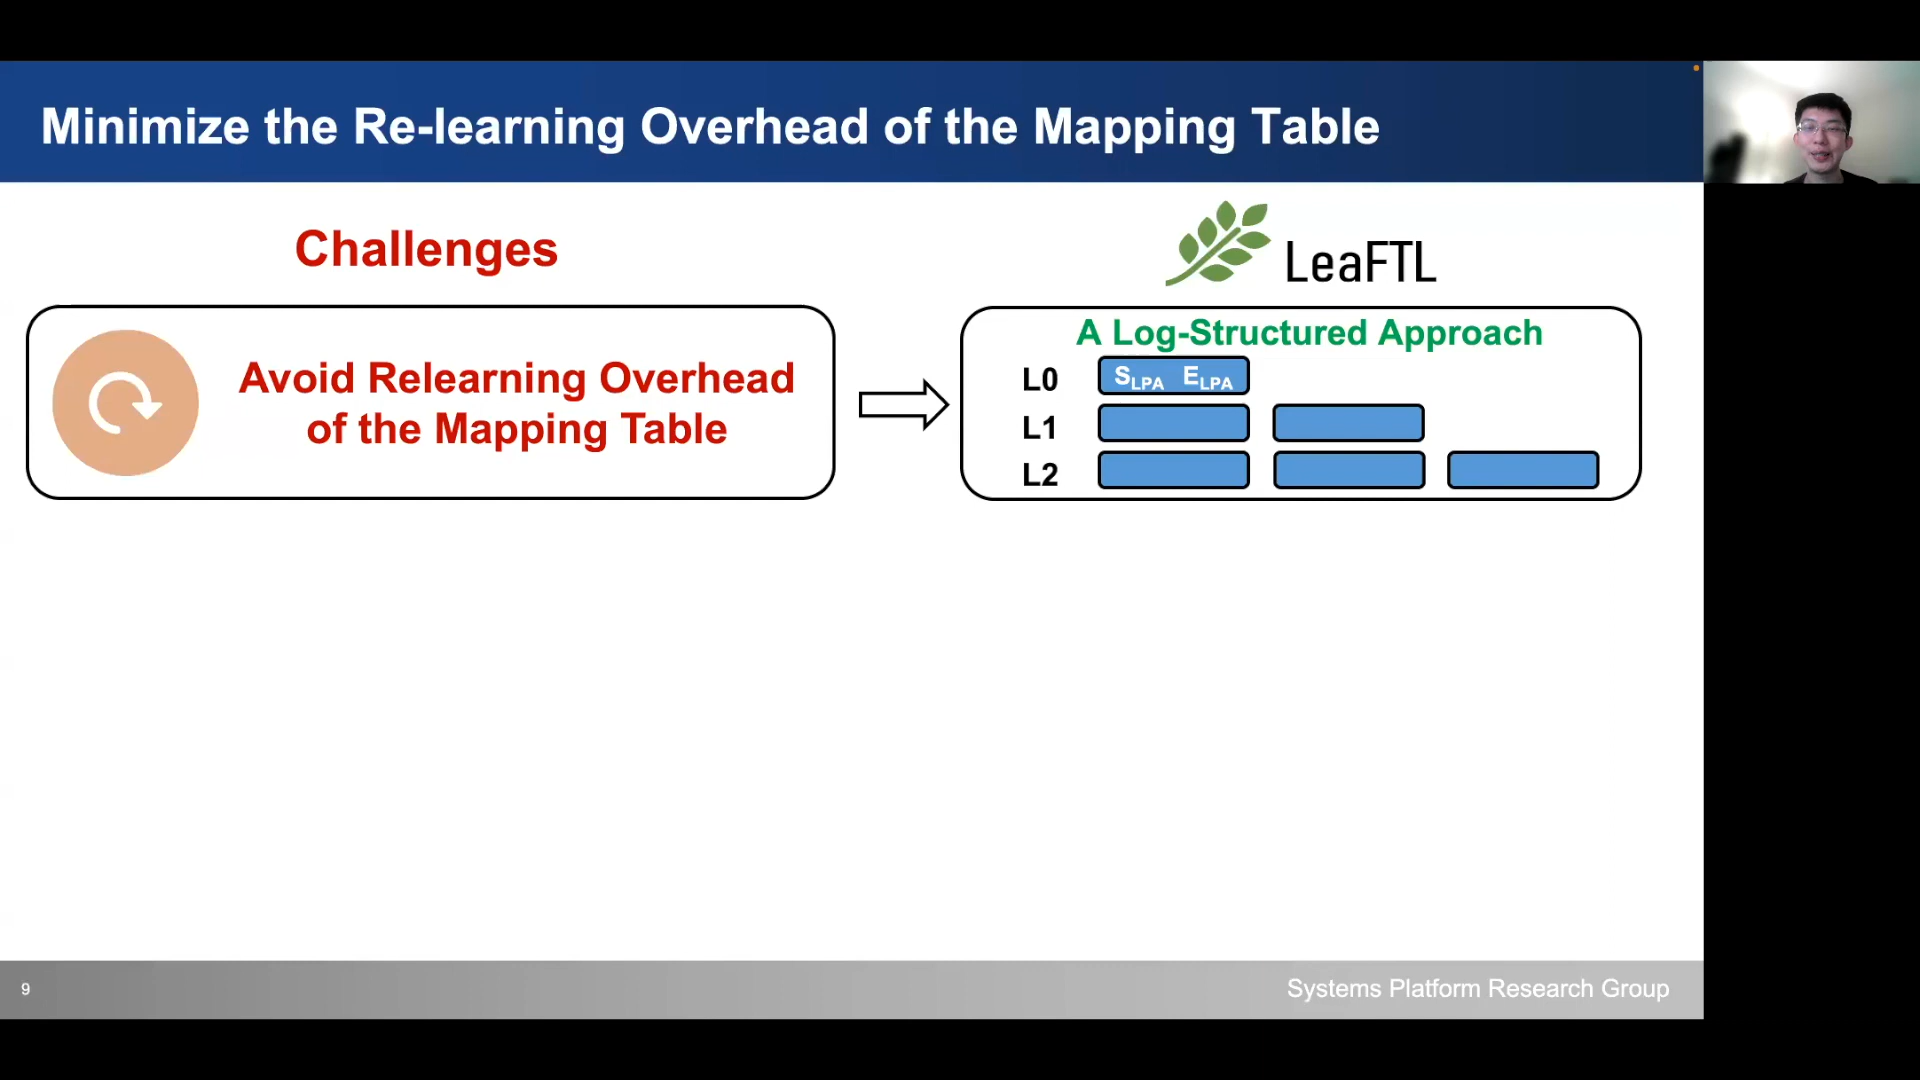 Minimize the Re-learning Overhead of the Mapping Table
Challenges
LeaFTL
Avoid Relearning Overhead
of the Mapping Table
A Log-Structured Approach
L0
SLPA ELPA
L1
L2
9
Systems Platform Research Group